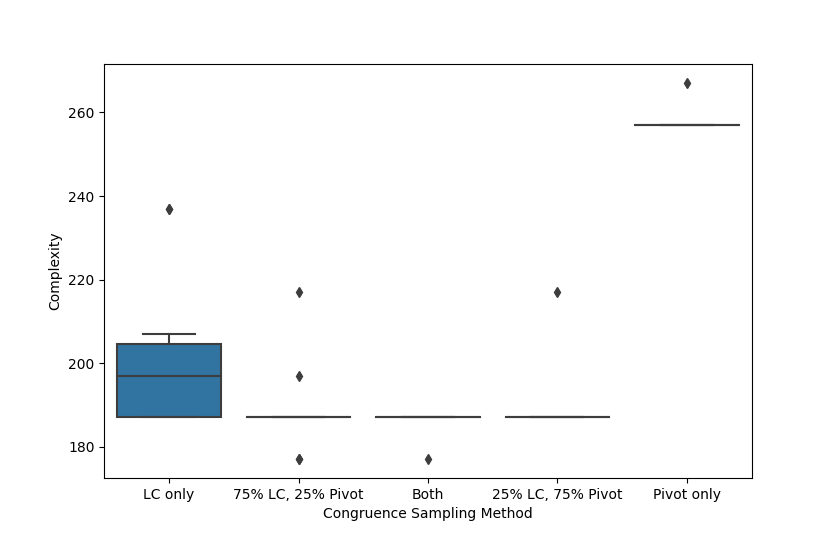 Complexity
260
240
220
200
180
LC only
75% LC, 25% Pivot
Both
25% LC, 75% Pivot
Pivot only
Congruence Sampling Method